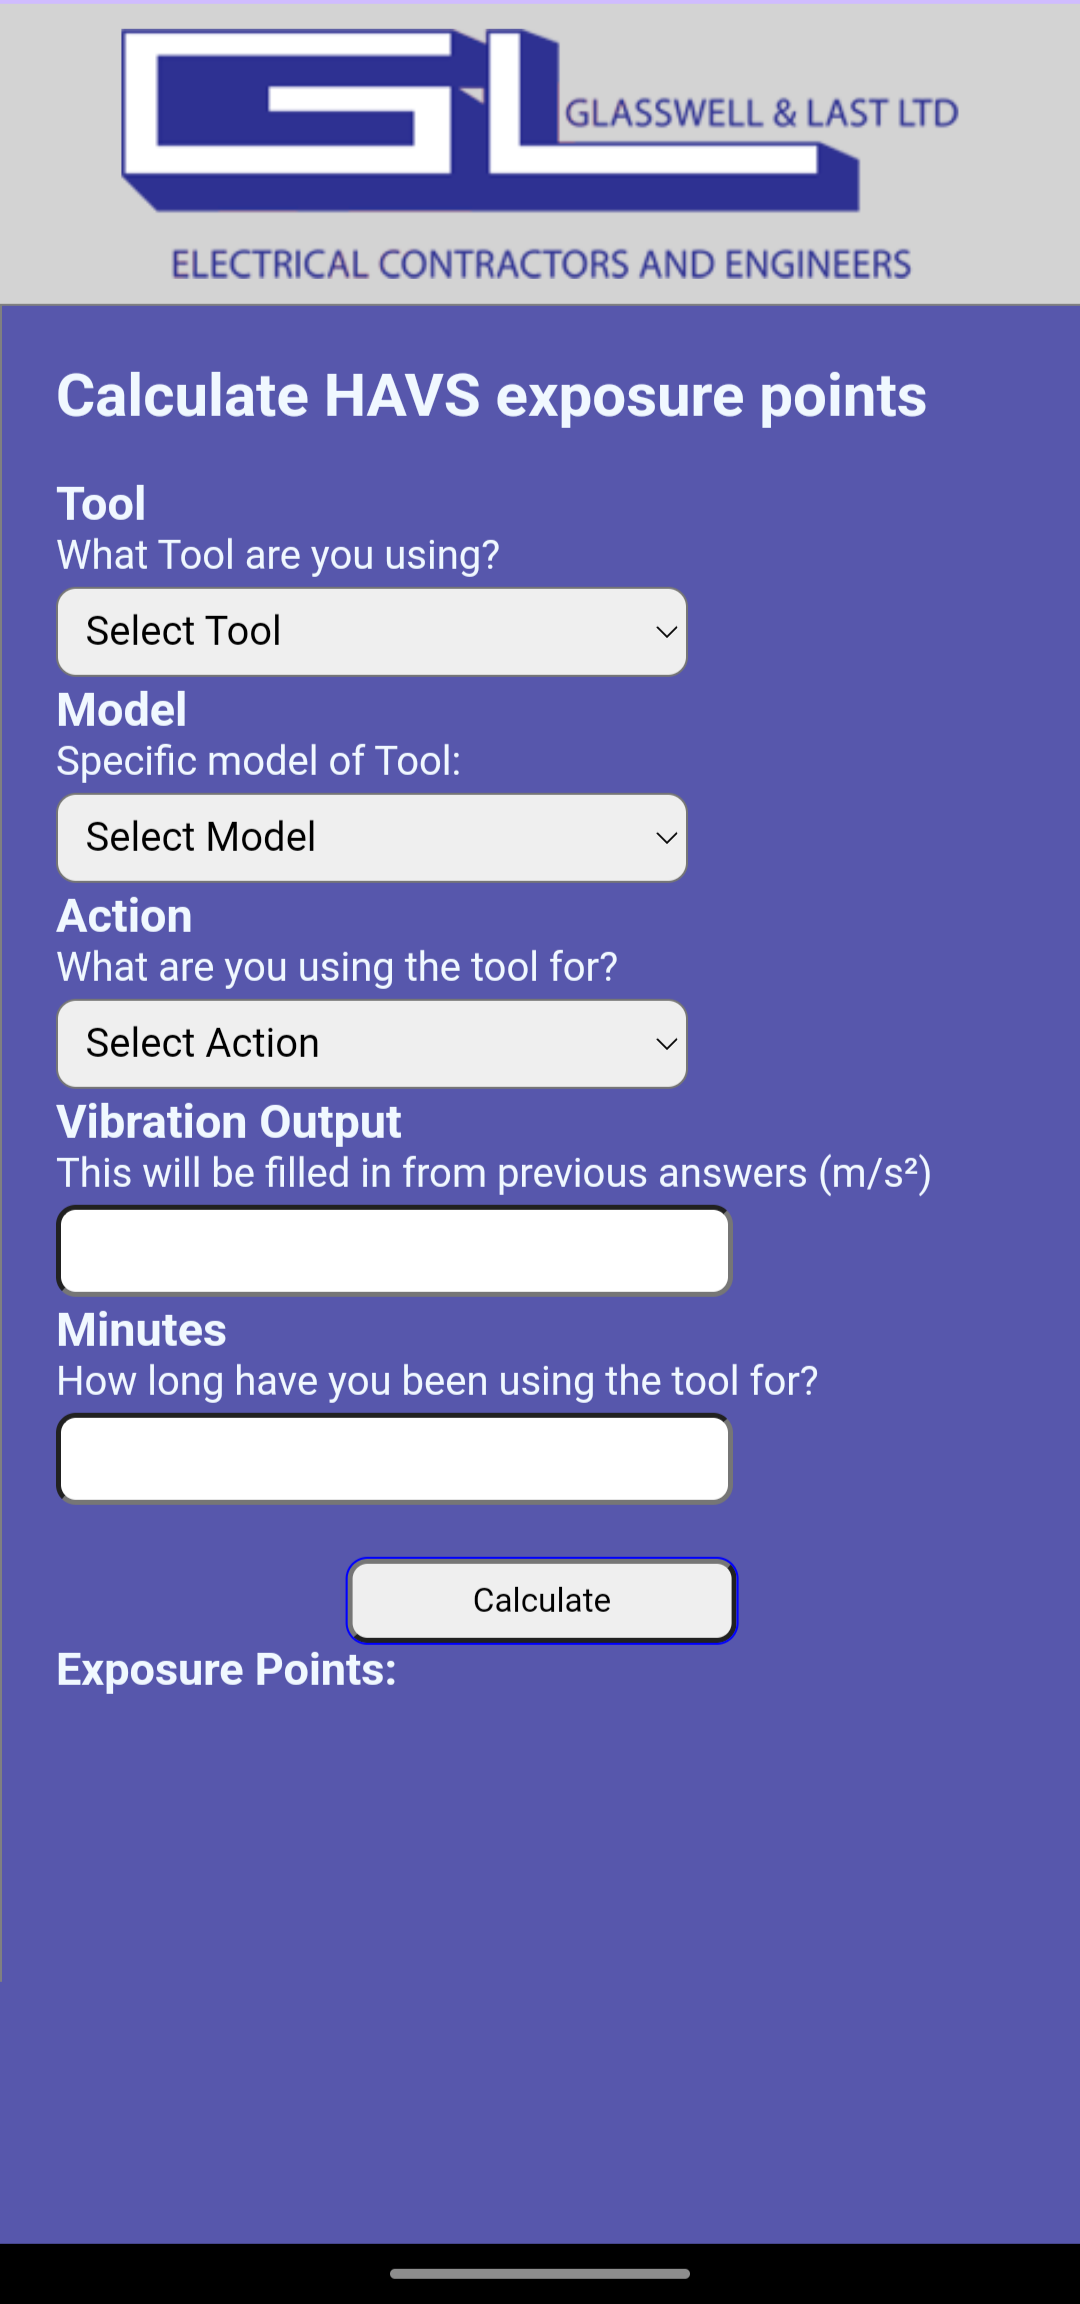 GL
GLASSWELL & LAST LTD
ELECTRICAL CONTRACTORS AND ENGINEERS
Calculate HAVS exposure points
Tool
What Tool are you using?
Select Tool
Model
Specific model of Tool:
Select Model
Action
What are you using the tool for?
Select Action
Vibration Output
This will be filled in from previous answers (m/s²)
Minutes
How long have you been using the tool for?
Calculate
Exposure Points: